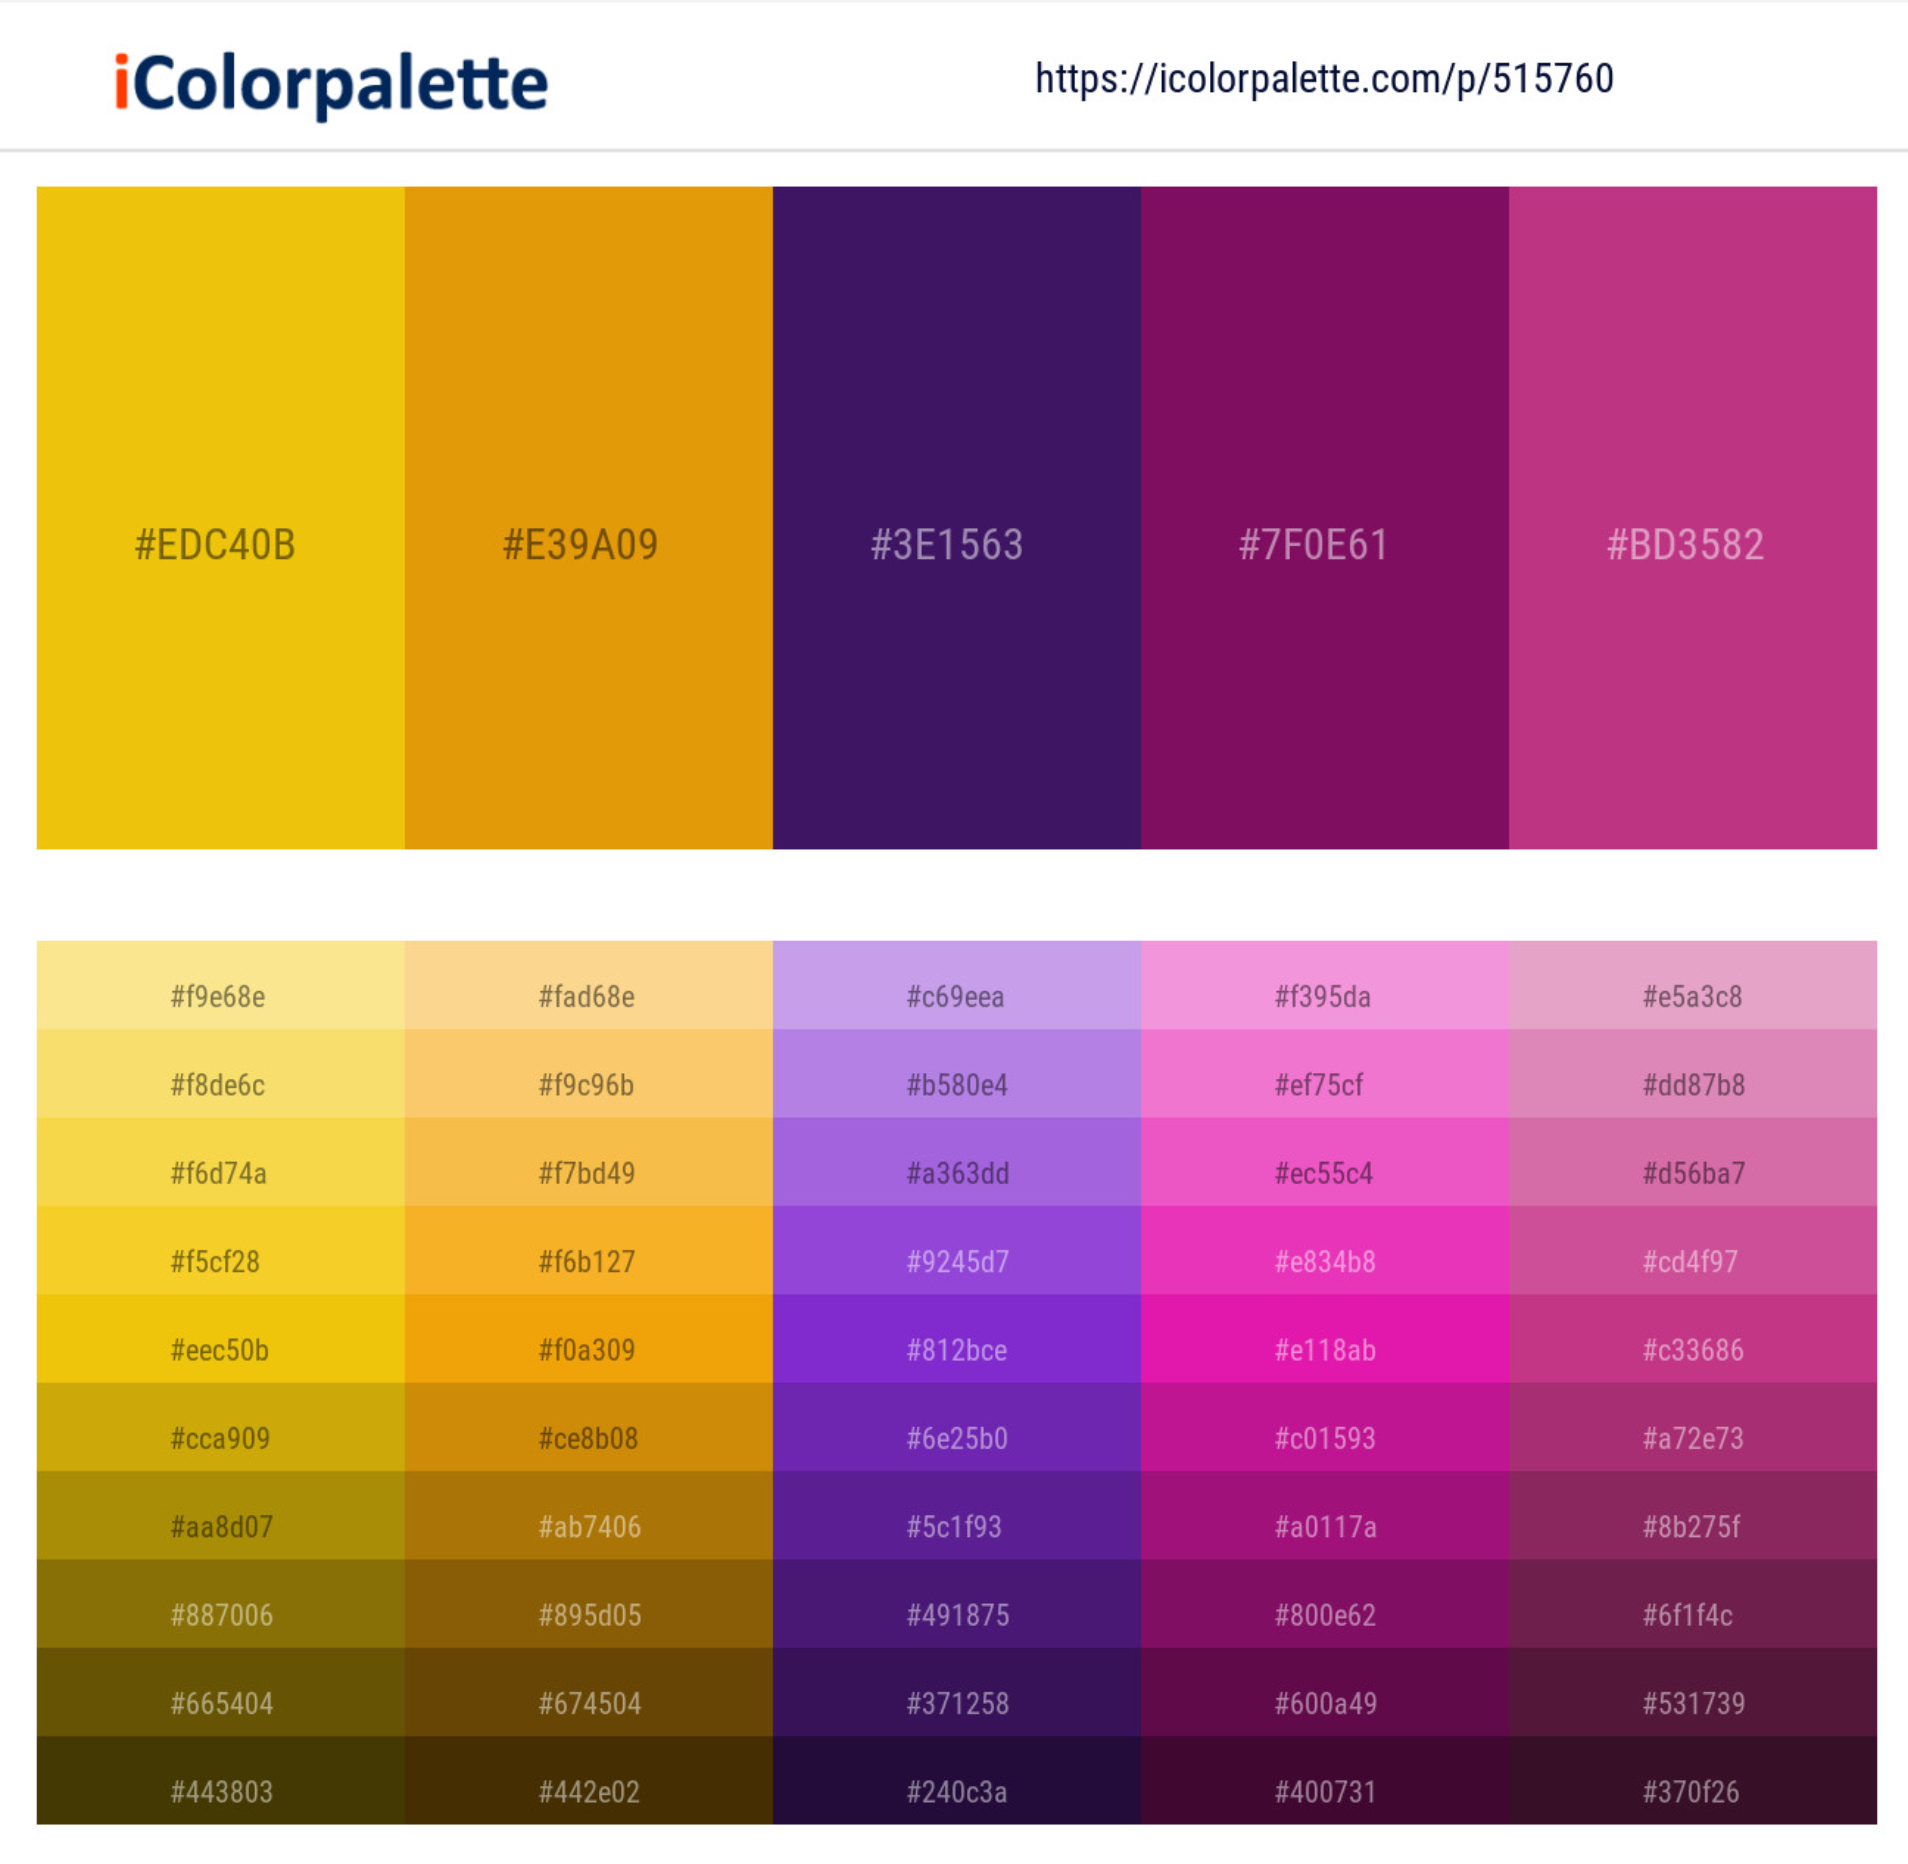 iColorpalette
https://icolorpalette.com/p/515760
#EDC40B #E39A09 #3E1563 #7F0E61 #BD3582
#f9e68e #fad68e #c69eea #f395da #e5a3c8
#f8de6c #f9c96b #b580e4 #ef75cf #dd87b8
#f6d74a #f7bd49 #a363dd #ec55c4 #d56ba7
#f5cf28 #f6b127 #9245d7 #e834b8 #cd4f97
#eec50b #f0a309 #812bce #e118ab #c33686
#cca909 #ce8b08 #6e25b0 #c01593 #a72e73
#aa8d07 #ab7406 #5c1f93 #a0117a #8b275f
#887006 #895d05 #491875 #800e62 #6f1f4c
#665404 #674504 #371258 #600a49 #531739
#443803 #442e02 #240c3a #400731 #370f26